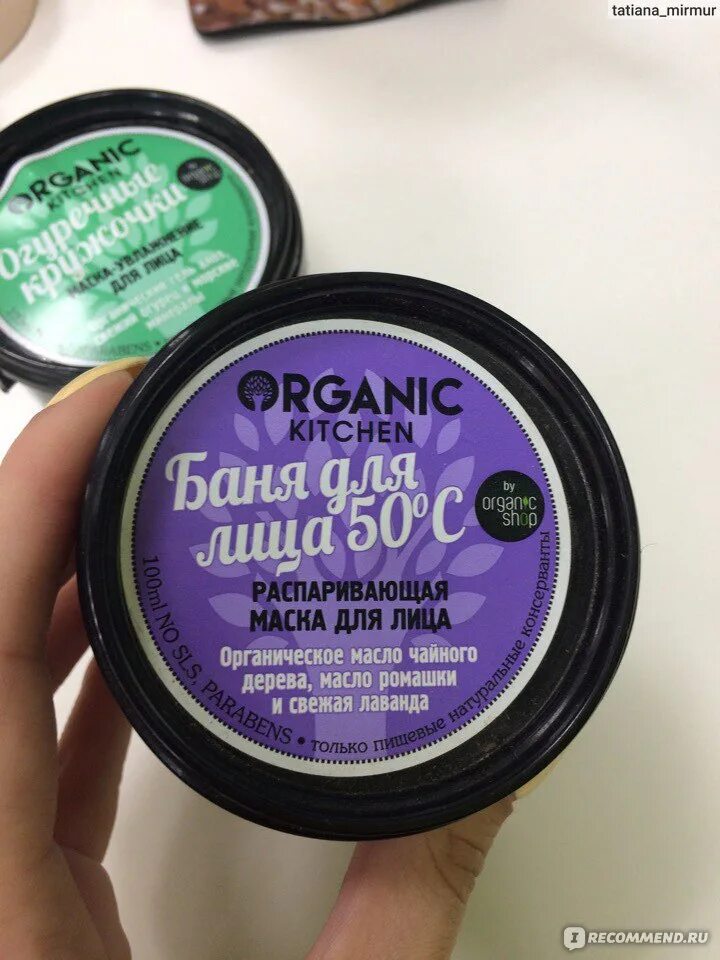 tatiana_mirmur
ORGANIC
KITCHEN
Огуречные
кружочки
МАСКА-УВЛАЖНЕНИЕ
ДЛЯ ЛИЦА
ORGANIC
KITCHEN
Баня для
лица 50°C
by
organic
shop
РАСПАРИВАЮЩАЯ
МАСКА ДЛЯ ЛИЦА
Органическое масло чайного
дерева, масло ромашки
и свежая лаванда
100ml NO SLS, PARABENS • только пищевые натуральные консерванты
IRECOMMEND.RU